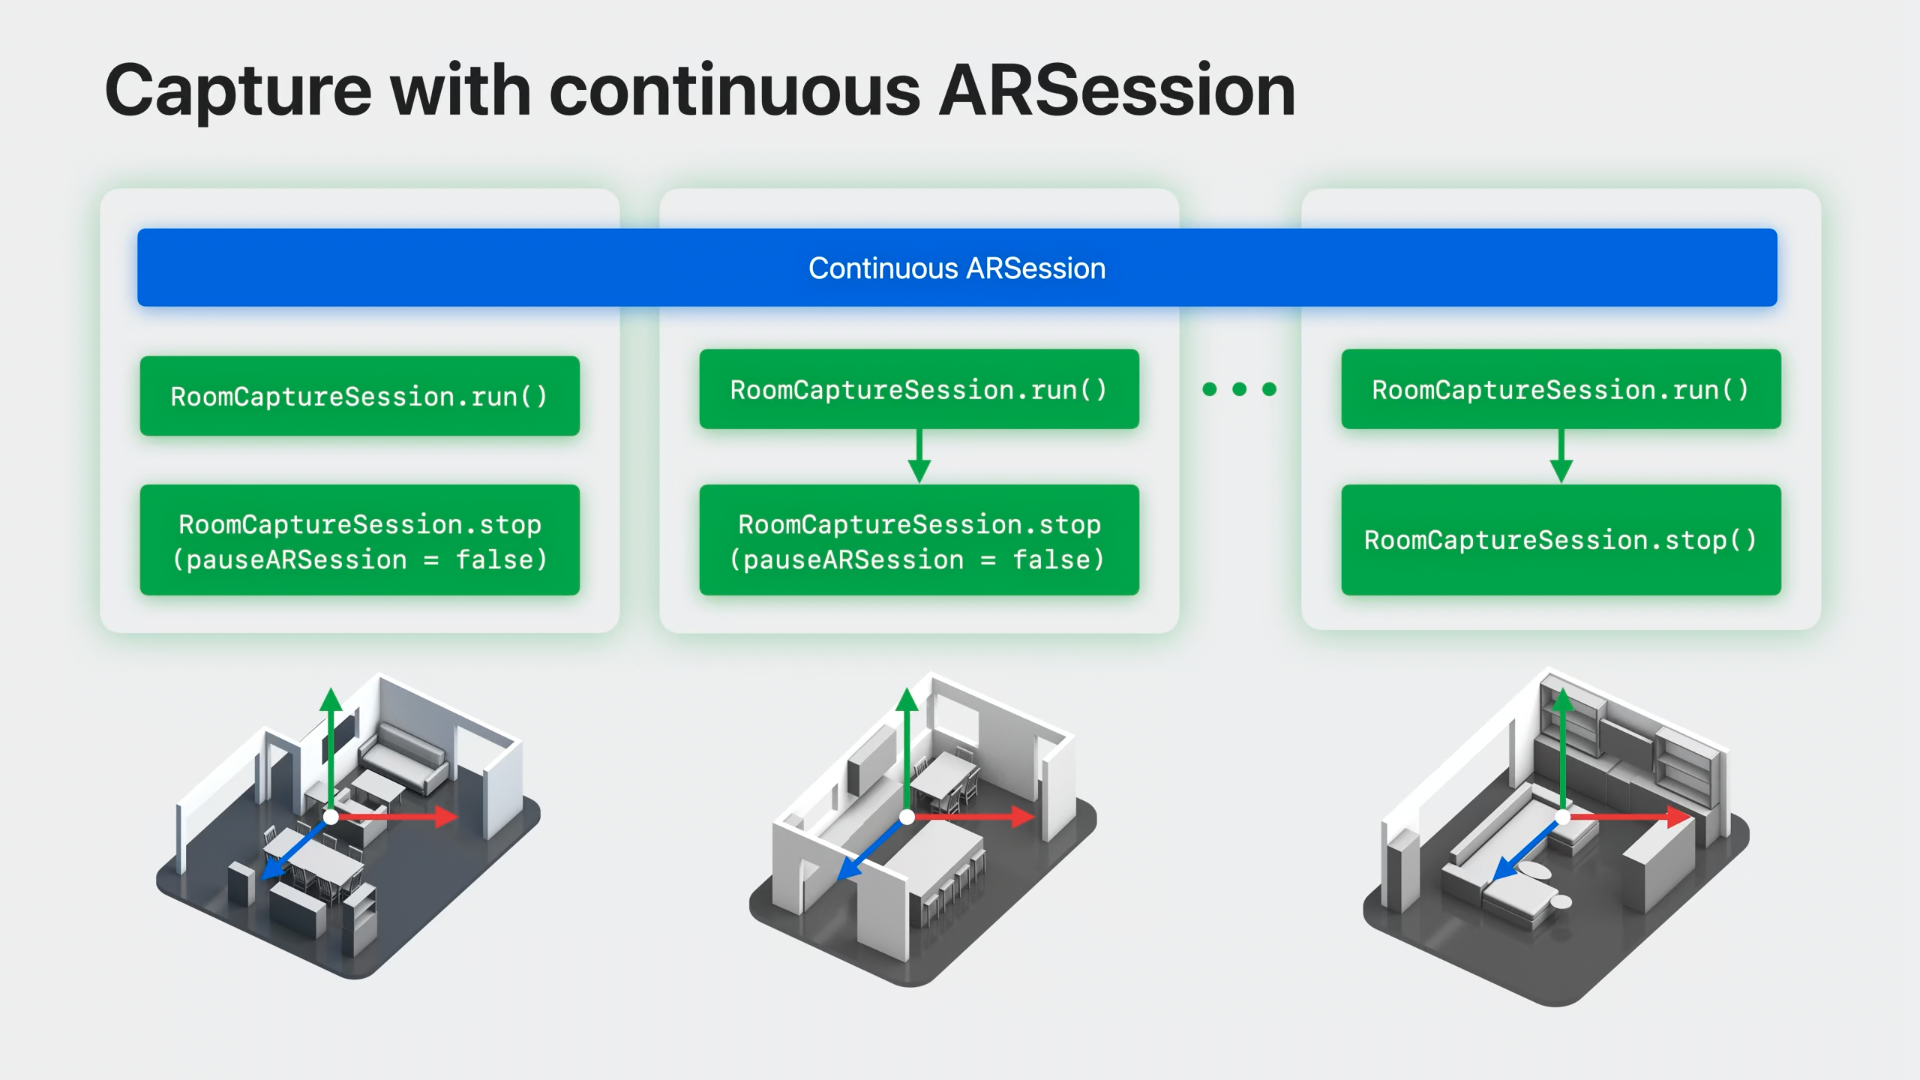 Capture with continuous ARSession
Continuous ARSession
RoomCaptureSession.run()
RoomCaptureSession.stop
(pauseARSession = false)
RoomCaptureSession.run()
RoomCaptureSession.stop
(pauseARSession = false)
RoomCaptureSession.run()
RoomCaptureSession.stop()